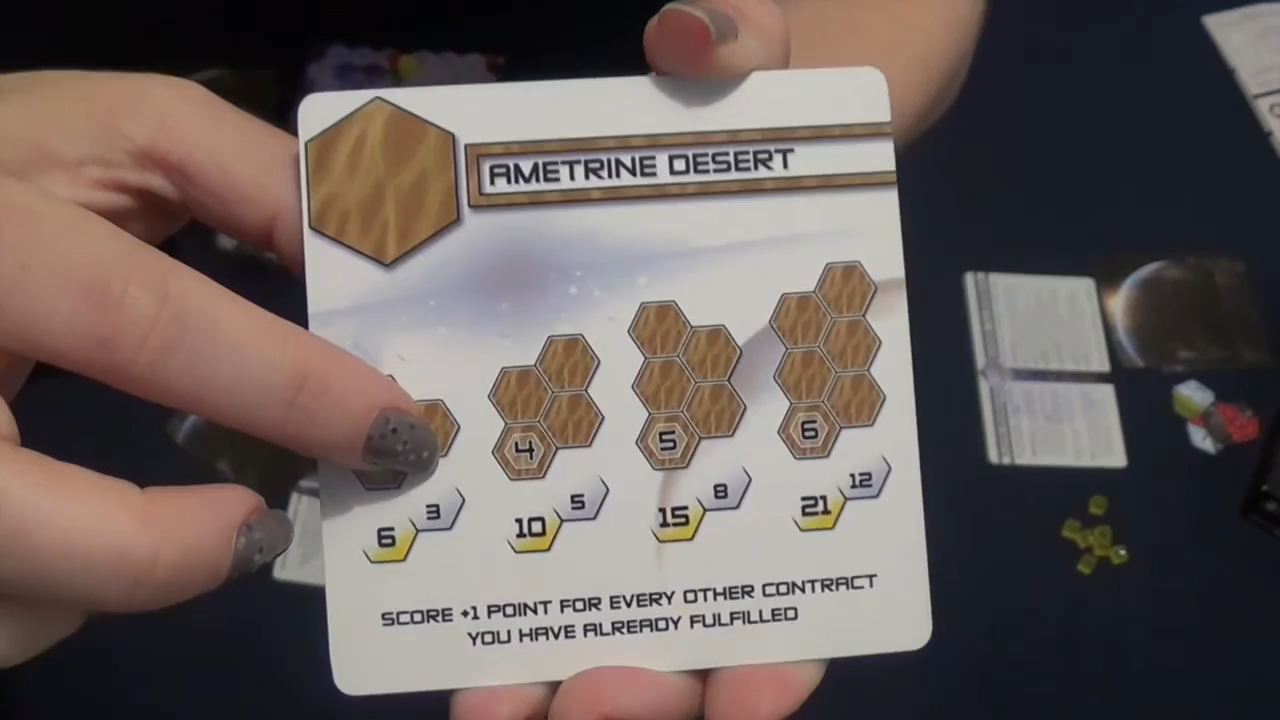 AMETRINE DESERT
4 5 6
6 3 10 5 15 8 21 12
SCORE +1 POINT FOR EVERY OTHER CONTRACT
YOU HAVE ALREADY FULFILLED